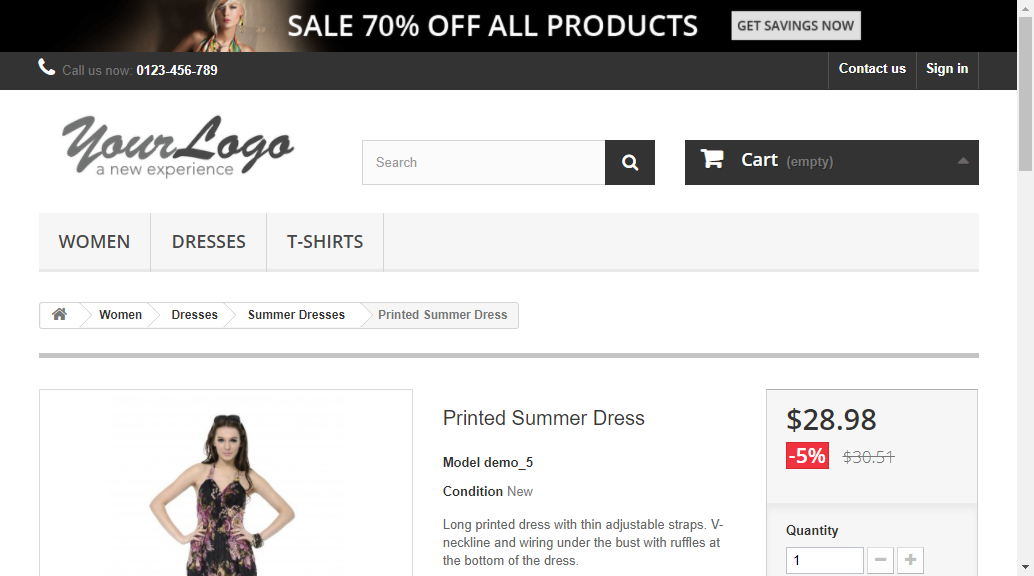 SALE 70% OFF ALL PRODUCTS GET SAVINGS NOW
Call us now: 0123-456-789 Contact us Sign in
YourLogo
a new experience
Search Cart (empty)
WOMEN DRESSES T-SHIRTS
Women Dresses Summer Dresses Printed Summer Dress
Printed Summer Dress
Model demo_5
Condition New
Long printed dress with thin adjustable straps. V-
neckline and wiring under the bust with ruffles at
the bottom of the dress.
$28.98
-5% $30.51
Quantity
1